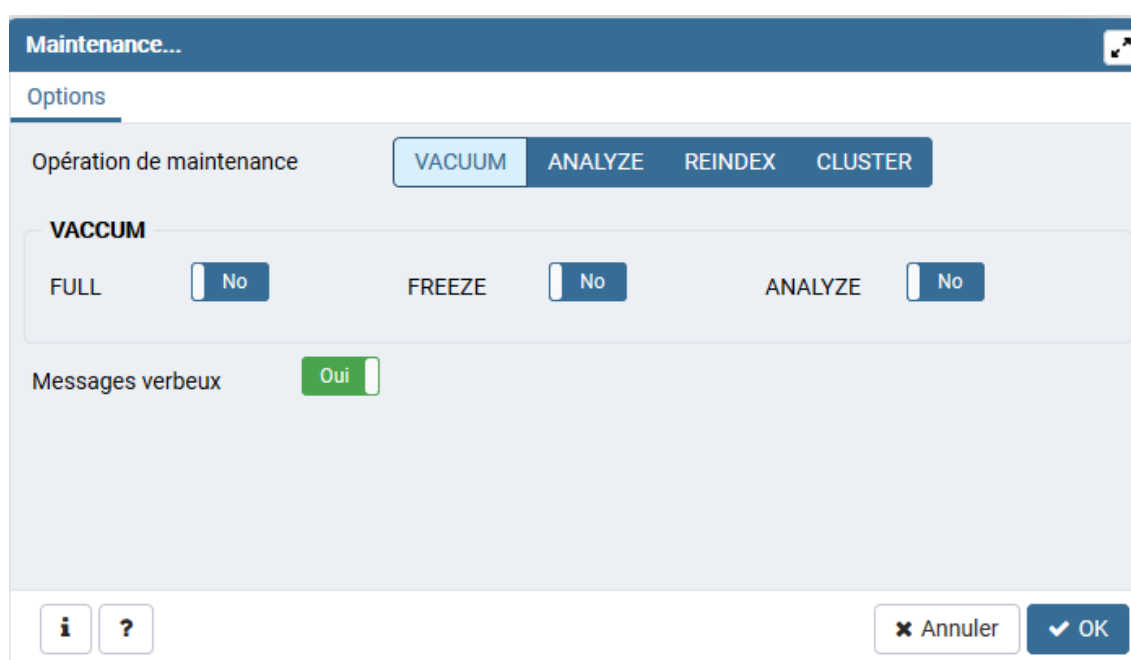 Maintenance...
Options
Opération de maintenance VACUUM ANALYZE REINDEX CLUSTER
VACCUM
FULL No FREEZE No ANALYZE No
Messages verbeux Oui
i ? Annuler OK